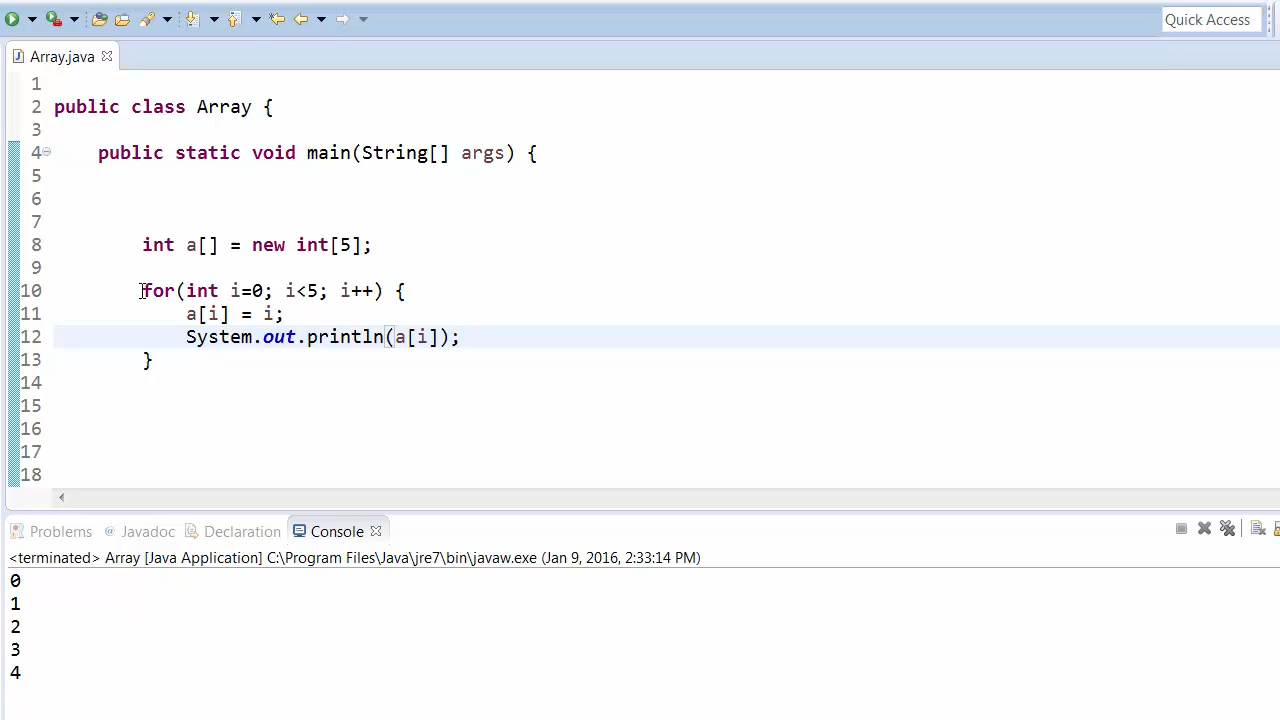 Quick Access
Array.java
1
2 public class Array {
3
4 public static void main(String[] args) {
5
6
7
8 int a[] = new int[5];
9
10 for(int i=0; i<5; i++) {
11 a[i] = i;
12 System.out.println(a[i]);
13 }
14
15
16
17
18
Problems @ Javadoc Declaration Console
<terminated> Array [Java Application] C:\Program Files\Java\jre7\bin\javaw.exe (Jan 9, 2016, 2:33:14 PM)
0
1
2
3
4